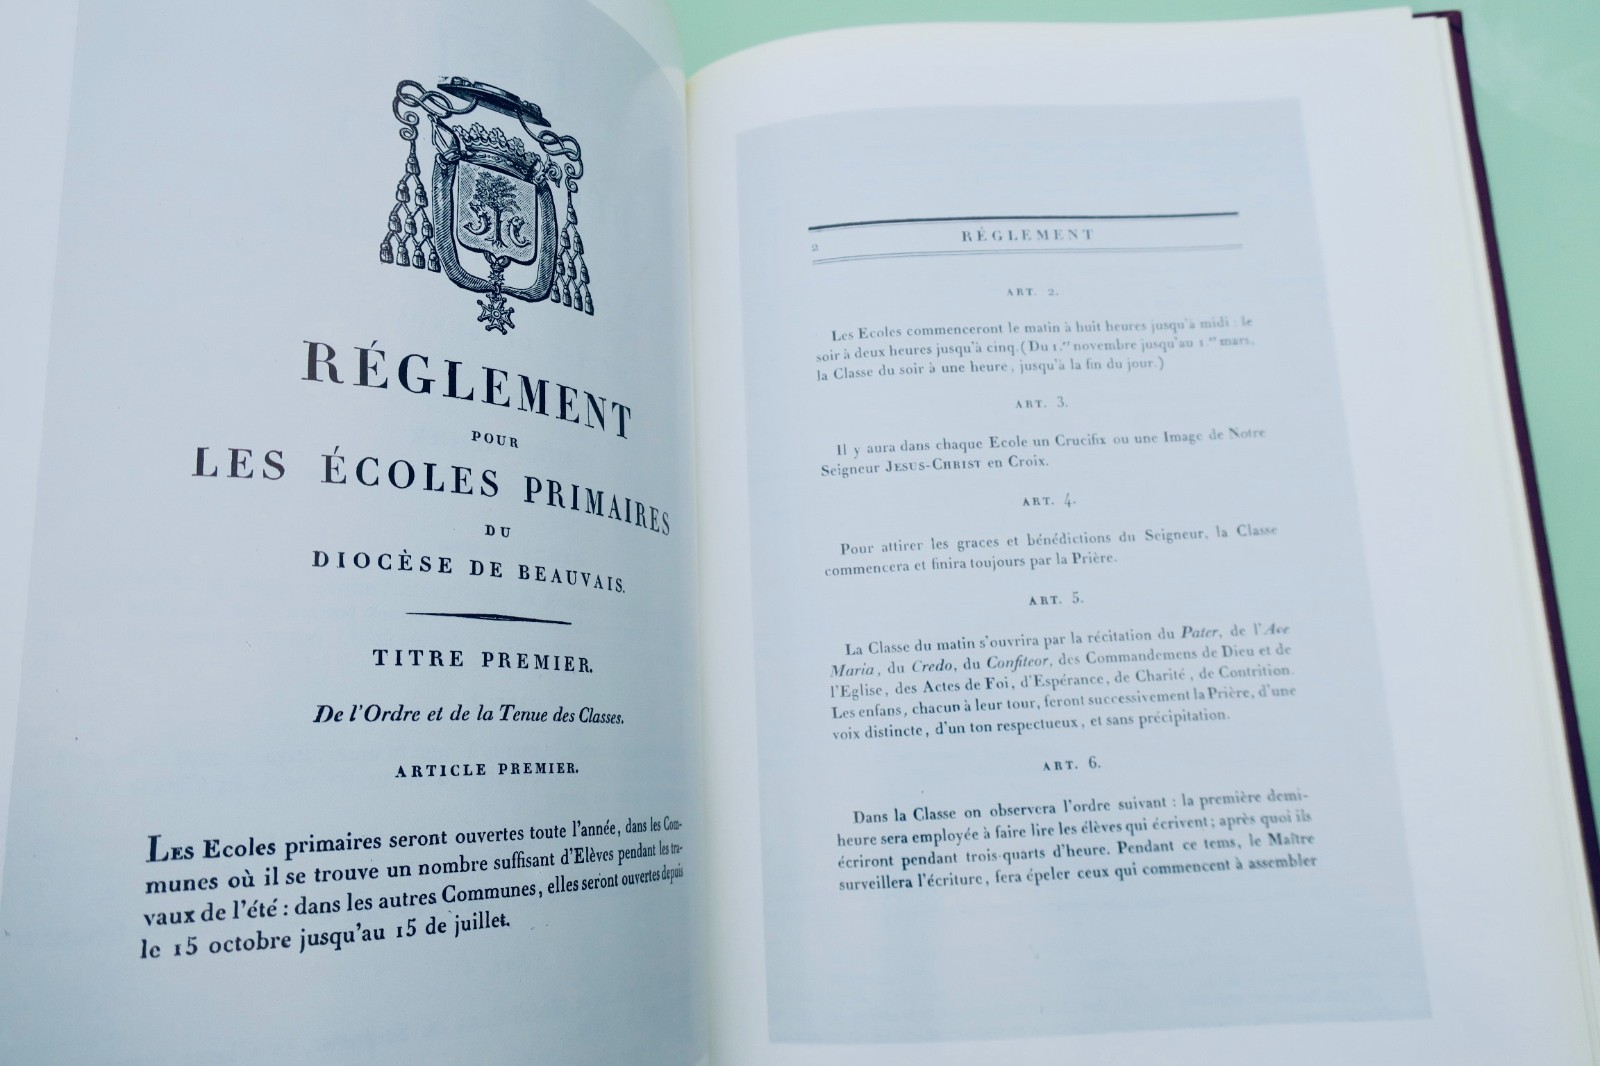 RÉGLEMENT
POUR
LES ÉCOLES PRIMAIRES
DU
DIOCÈSE DE BEAUVAIS.
TITRE PREMIER.
De l'Ordre et de la Tenue des Classes.
ARTICLE PREMIER.
LES Ecoles primaires seront ouvertes toute l'année, dans les Com-
munes où il se trouve un nombre suffisant d'Elèves pendant les tra-
vaux de l'été : dans les autres Communes, elles seront ouvertes depuis
le 15 octobre jusqu'au 15 de juillet.
2 RÉGLEMENT
ART. 2.
Les Ecoles commenceront le matin à huit heures jusqu'à midi : le
soir à deux heures jusqu'à cinq. (Du 1.er novembre jusqu'au 1.er mars,
la Classe du soir à une heure, jusqu'à la fin du jour.)
ART. 3.
Il y aura dans chaque Ecole un Crucifix ou une Image de Notre
Seigneur JESUS-CHRIST en Croix.
ART. 4.
Pour attirer les graces et bénédictions du Seigneur, la Classe
commencera et finira toujours par la Prière.
ART. 5.
La Classe du matin s'ouvrira par la récitation du Pater, de l'Ave
Maria, du Credo, du Confiteor, des Commandemens de Dieu et de
l'Eglise, des Actes de Foi, d'Espérance, de Charité, de Contrition.
Les enfans, chacun à leur tour, feront successivement la Prière, d'une
voix distincte, d'un ton respectueux, et sans précipitation.
ART. 6.
Dans la Classe on observera l'ordre suivant : la première demi-
heure sera employée à faire lire les élèves qui écrivent ; après quoi ils
écriront pendant trois-quarts d'heure. Pendant ce tems, le Maître
surveillera l'écriture, fera épeler ceux qui commencent à assembler